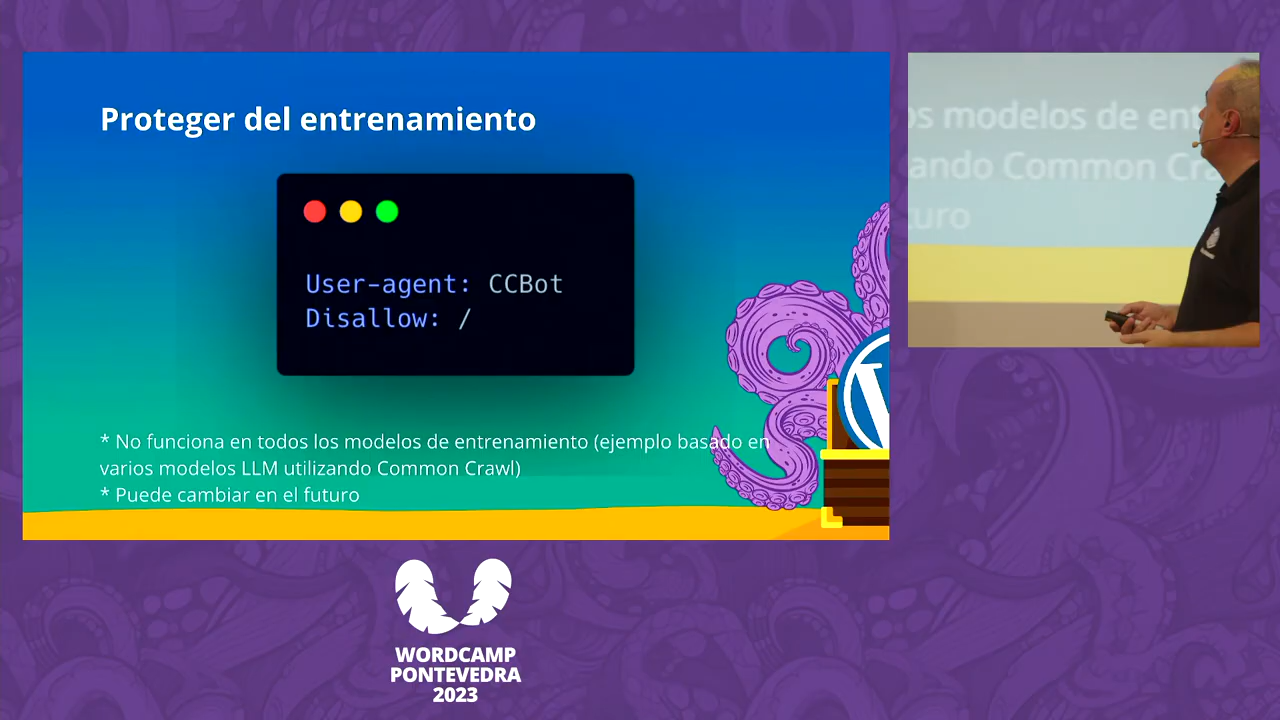 Proteger del entrenamiento
User-agent: CCBot
Disallow: /
* No funciona en todos los modelos de entrenamiento (ejemplo basado en
varios modelos LLM utilizando Common Crawl)
* Puede cambiar en el futuro
os modelos de ent
ando Common Cra
turo
WORDCAMP
PONTEVEDRA
2023